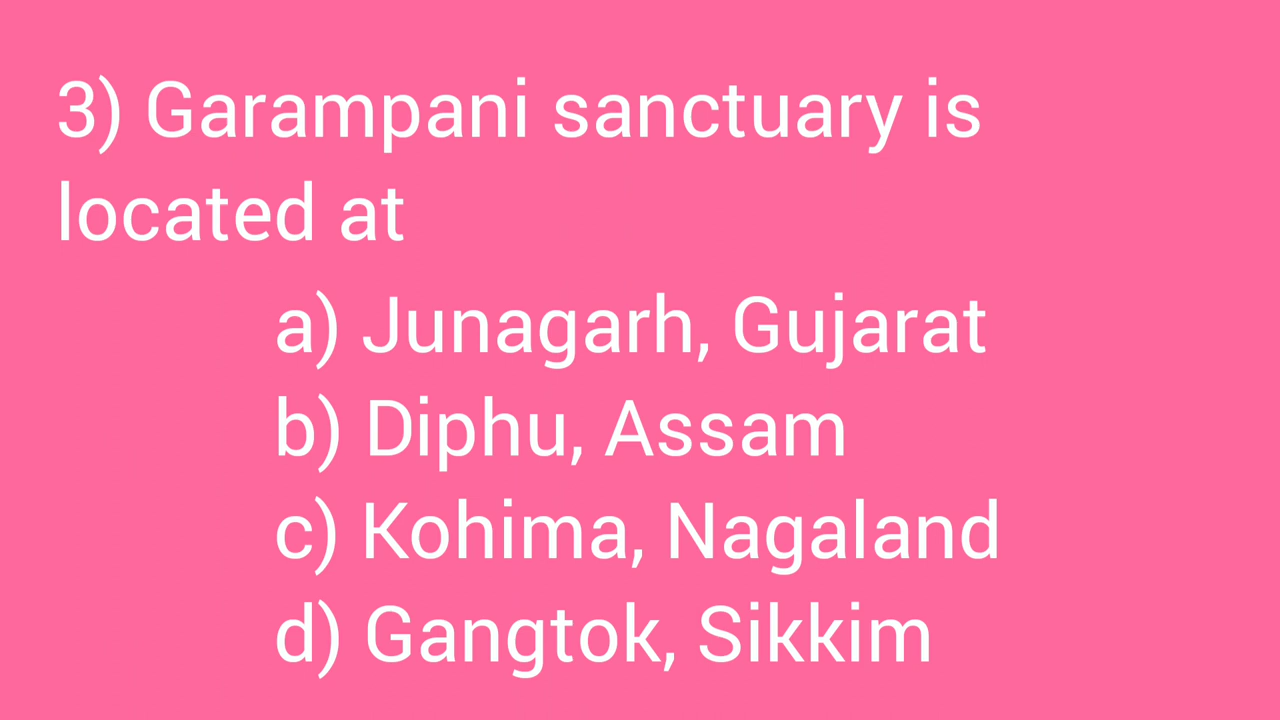 3) Garampani sanctuary is
located at
a) Junagarh, Gujarat
b) Diphu, Assam
c) Kohima, Nagaland
d) Gangtok, Sikkim